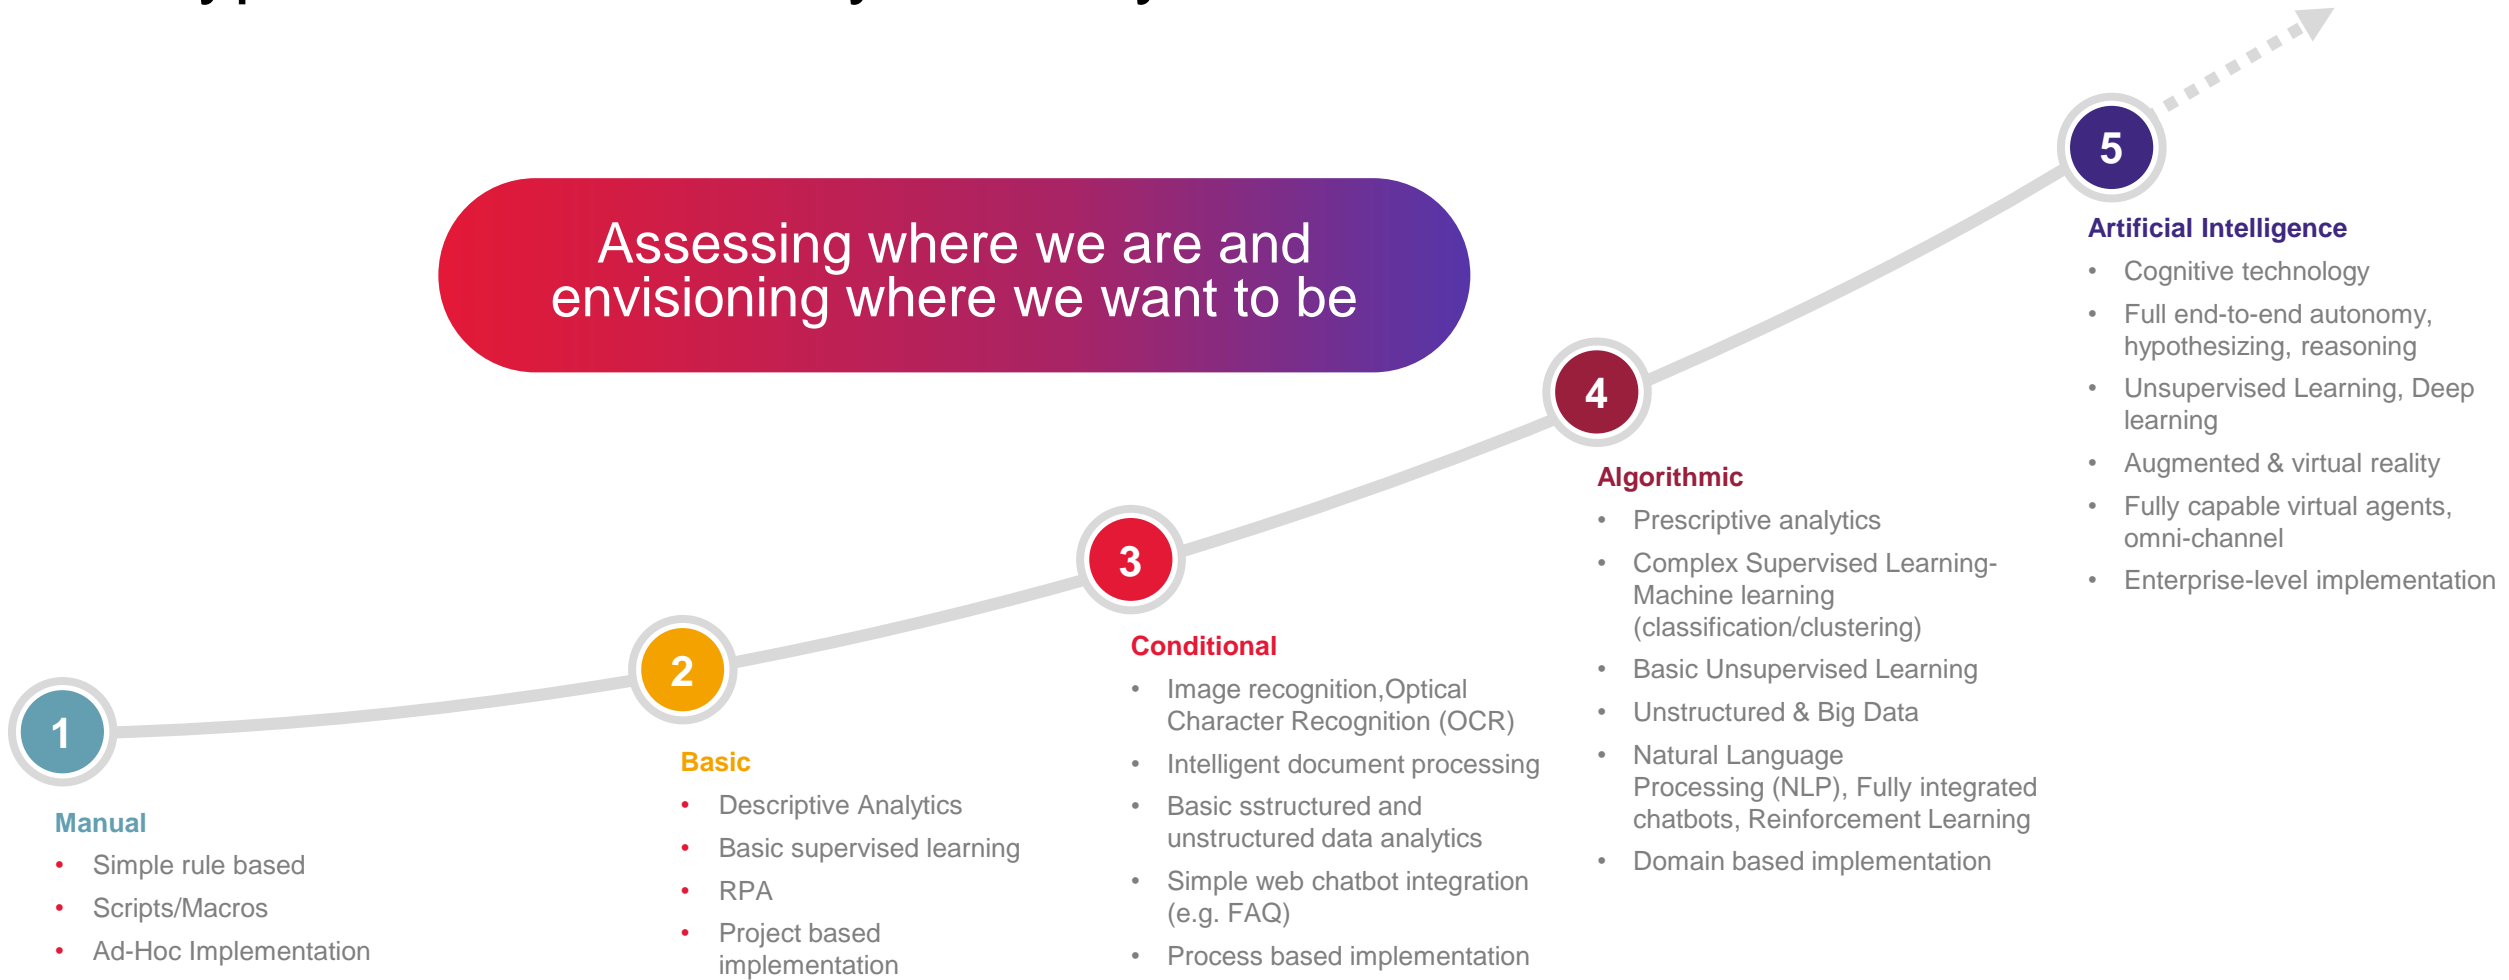 Assessing where we are and
envisioning where we want to be
1
Manual
• Simple rule based
• Scripts/Macros
• Ad-Hoc Implementation
2
Basic
• Descriptive Analytics
• Basic supervised learning
• RPA
• Project based
implementation
3
Conditional
• Image recognition,Optical
Character Recognition (OCR)
• Intelligent document processing
• Basic sstructured and
unstructured data analytics
• Simple web chatbot integration
(e.g. FAQ)
• Process based implementation
4
Algorithmic
• Prescriptive analytics
• Complex Supervised Learning-
Machine learning
(classification/clustering)
• Basic Unsupervised Learning
• Unstructured & Big Data
• Natural Language
Processing (NLP), Fully integrated
chatbots, Reinforcement Learning
• Domain based implementation
5
Artificial Intelligence
• Cognitive technology
• Full end-to-end autonomy,
hypothesizing, reasoning
• Unsupervised Learning, Deep
learning
• Augmented & virtual reality
• Fully capable virtual agents,
omni-channel
• Enterprise-level implementation